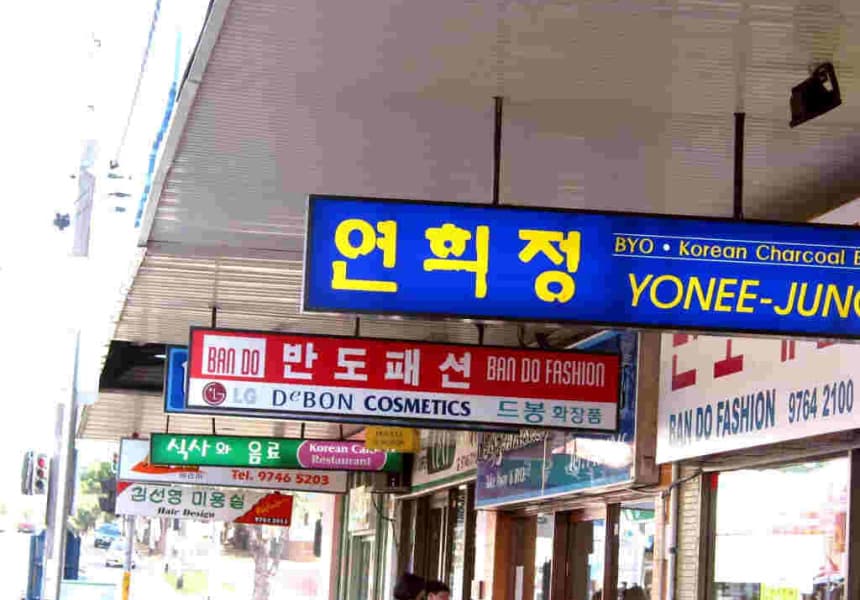 연희정
BYO • Korean Charcoal
YONEE-JUNG
BAN DO 반도패션 BAN DO FASHION
LG DeBON COSMETICS 드봉 화장품
BAN DO FASHION 9764 2100
식사와 음료
Korean
Restaurant
Tel. 9746 5203
김선영 미용실
Hair Design